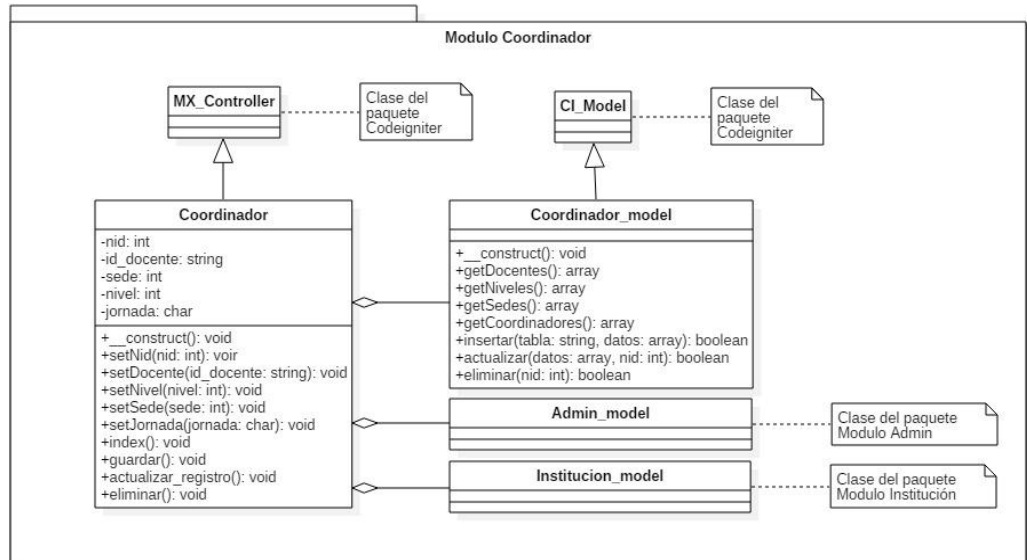 Modulo Coordinador
MX_Controller
Clase del
paquete
Codeigniter
CI_Model
Clase del
paquete
Codeigniter
Coordinador
-nid: int
-id_docente: string
-sede: int
-nivel: int
-jornada: char
+__construct(): void
+setNid(nid: int): voir
+setDocente(id_docente: string): void
+setNivel(nivel: int): void
+setSede(sede: int): void
+setJornada(jornada: char): void
+index(): void
+guardar(): void
+actualizar_registro(): void
+eliminar(): void
Coordinador_model
+__construct(): void
+getDocentes(): array
+getNiveles(): array
+getSedes(): array
+getCoordinadores(): array
+insertar(tabla: string, datos: array): boolean
+actualizar(datos: array, nid: int): boolean
+eliminar(nid: int): boolean
Admin_model
Clase del paquete
Modulo Admin
Institucion_model
Clase del paquete
Modulo Institución